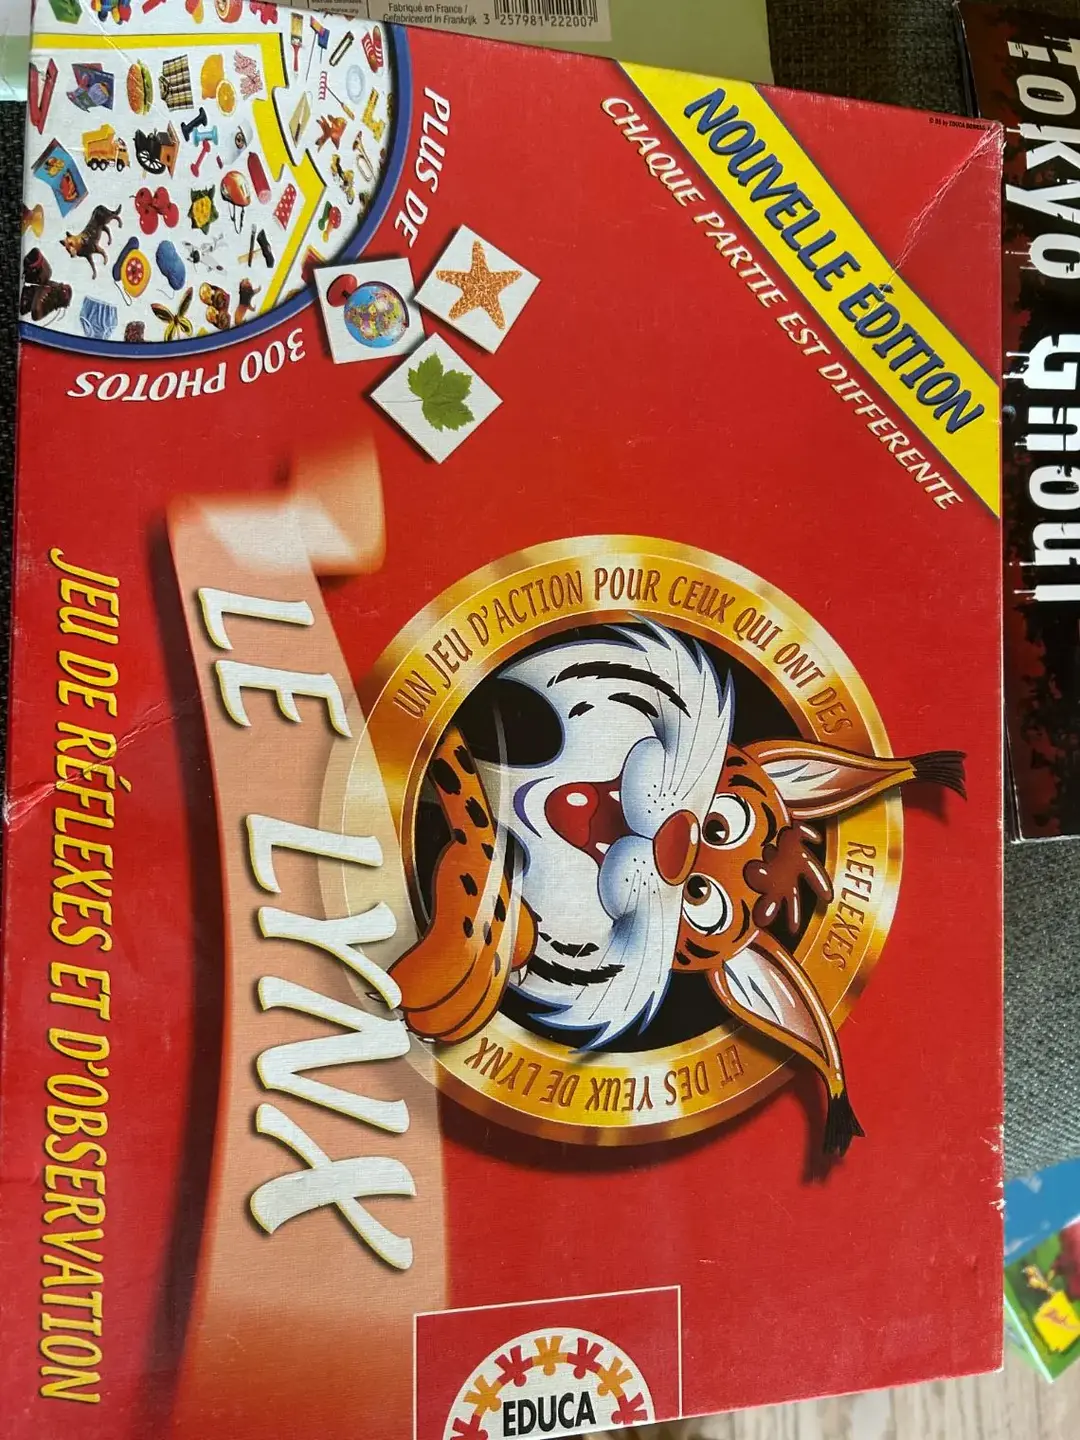 Fabriqué en France /
Gefabriceerd in Frankrijk
3 257981 222007
Tokyo Ghoul
NOUVELLE ÉDITION
CHAQUE PARTIE EST DIFFERENTE
PLUS DE
300 PHOTOS
UN JEU D'ACTION POUR CEUX QUI ONT DES
REFLEXES
ET DES YEUX DE LYNX
LE LYNX
JEU DE RÉFLEXES ET D'OBSERVATION
EDUCA